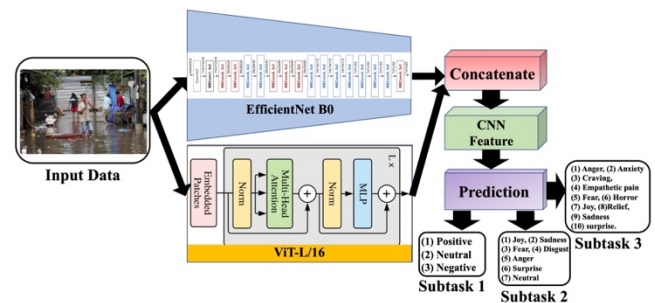 Input Data
EfficientNet B0
Embedded
Patches
Norm
Multi-Head
Attention
+
Norm
MLP
+
L ×
ViT-L/16
Concatenate
CNN
Feature
Prediction
(1) Positive
(2) Neutral
(3) Negative
Subtask 1
(1) Joy, (2) Sadness
(3) Fear, (4) Disgust
(5) Anger
(6) Surprise
(7) Neutral
Subtask 2
(1) Anger, (2) Anxiety
(3) Craving,
(4) Empathetic pain
(5) Fear, (6) Horror
(7) Joy, (8)Relief,
(9) Sadness
(10) surprise.
Subtask 3